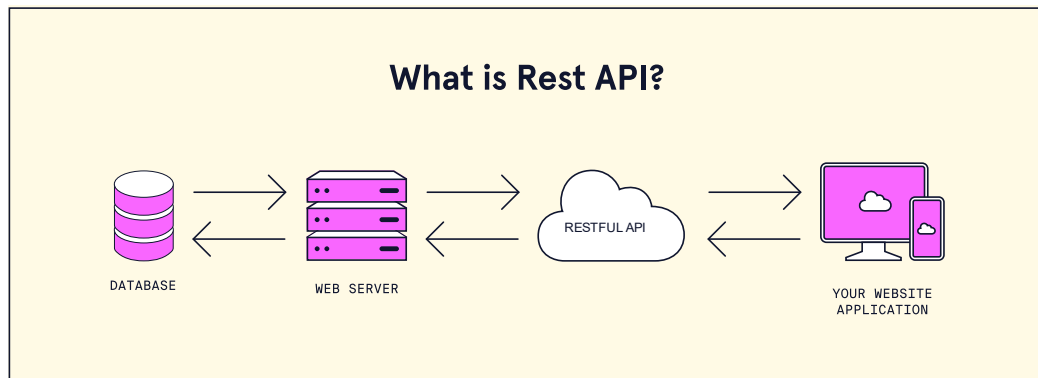 What is Rest API?
RESTFUL API
DATABASE
WEB SERVER
YOUR WEBSITE
APPLICATION